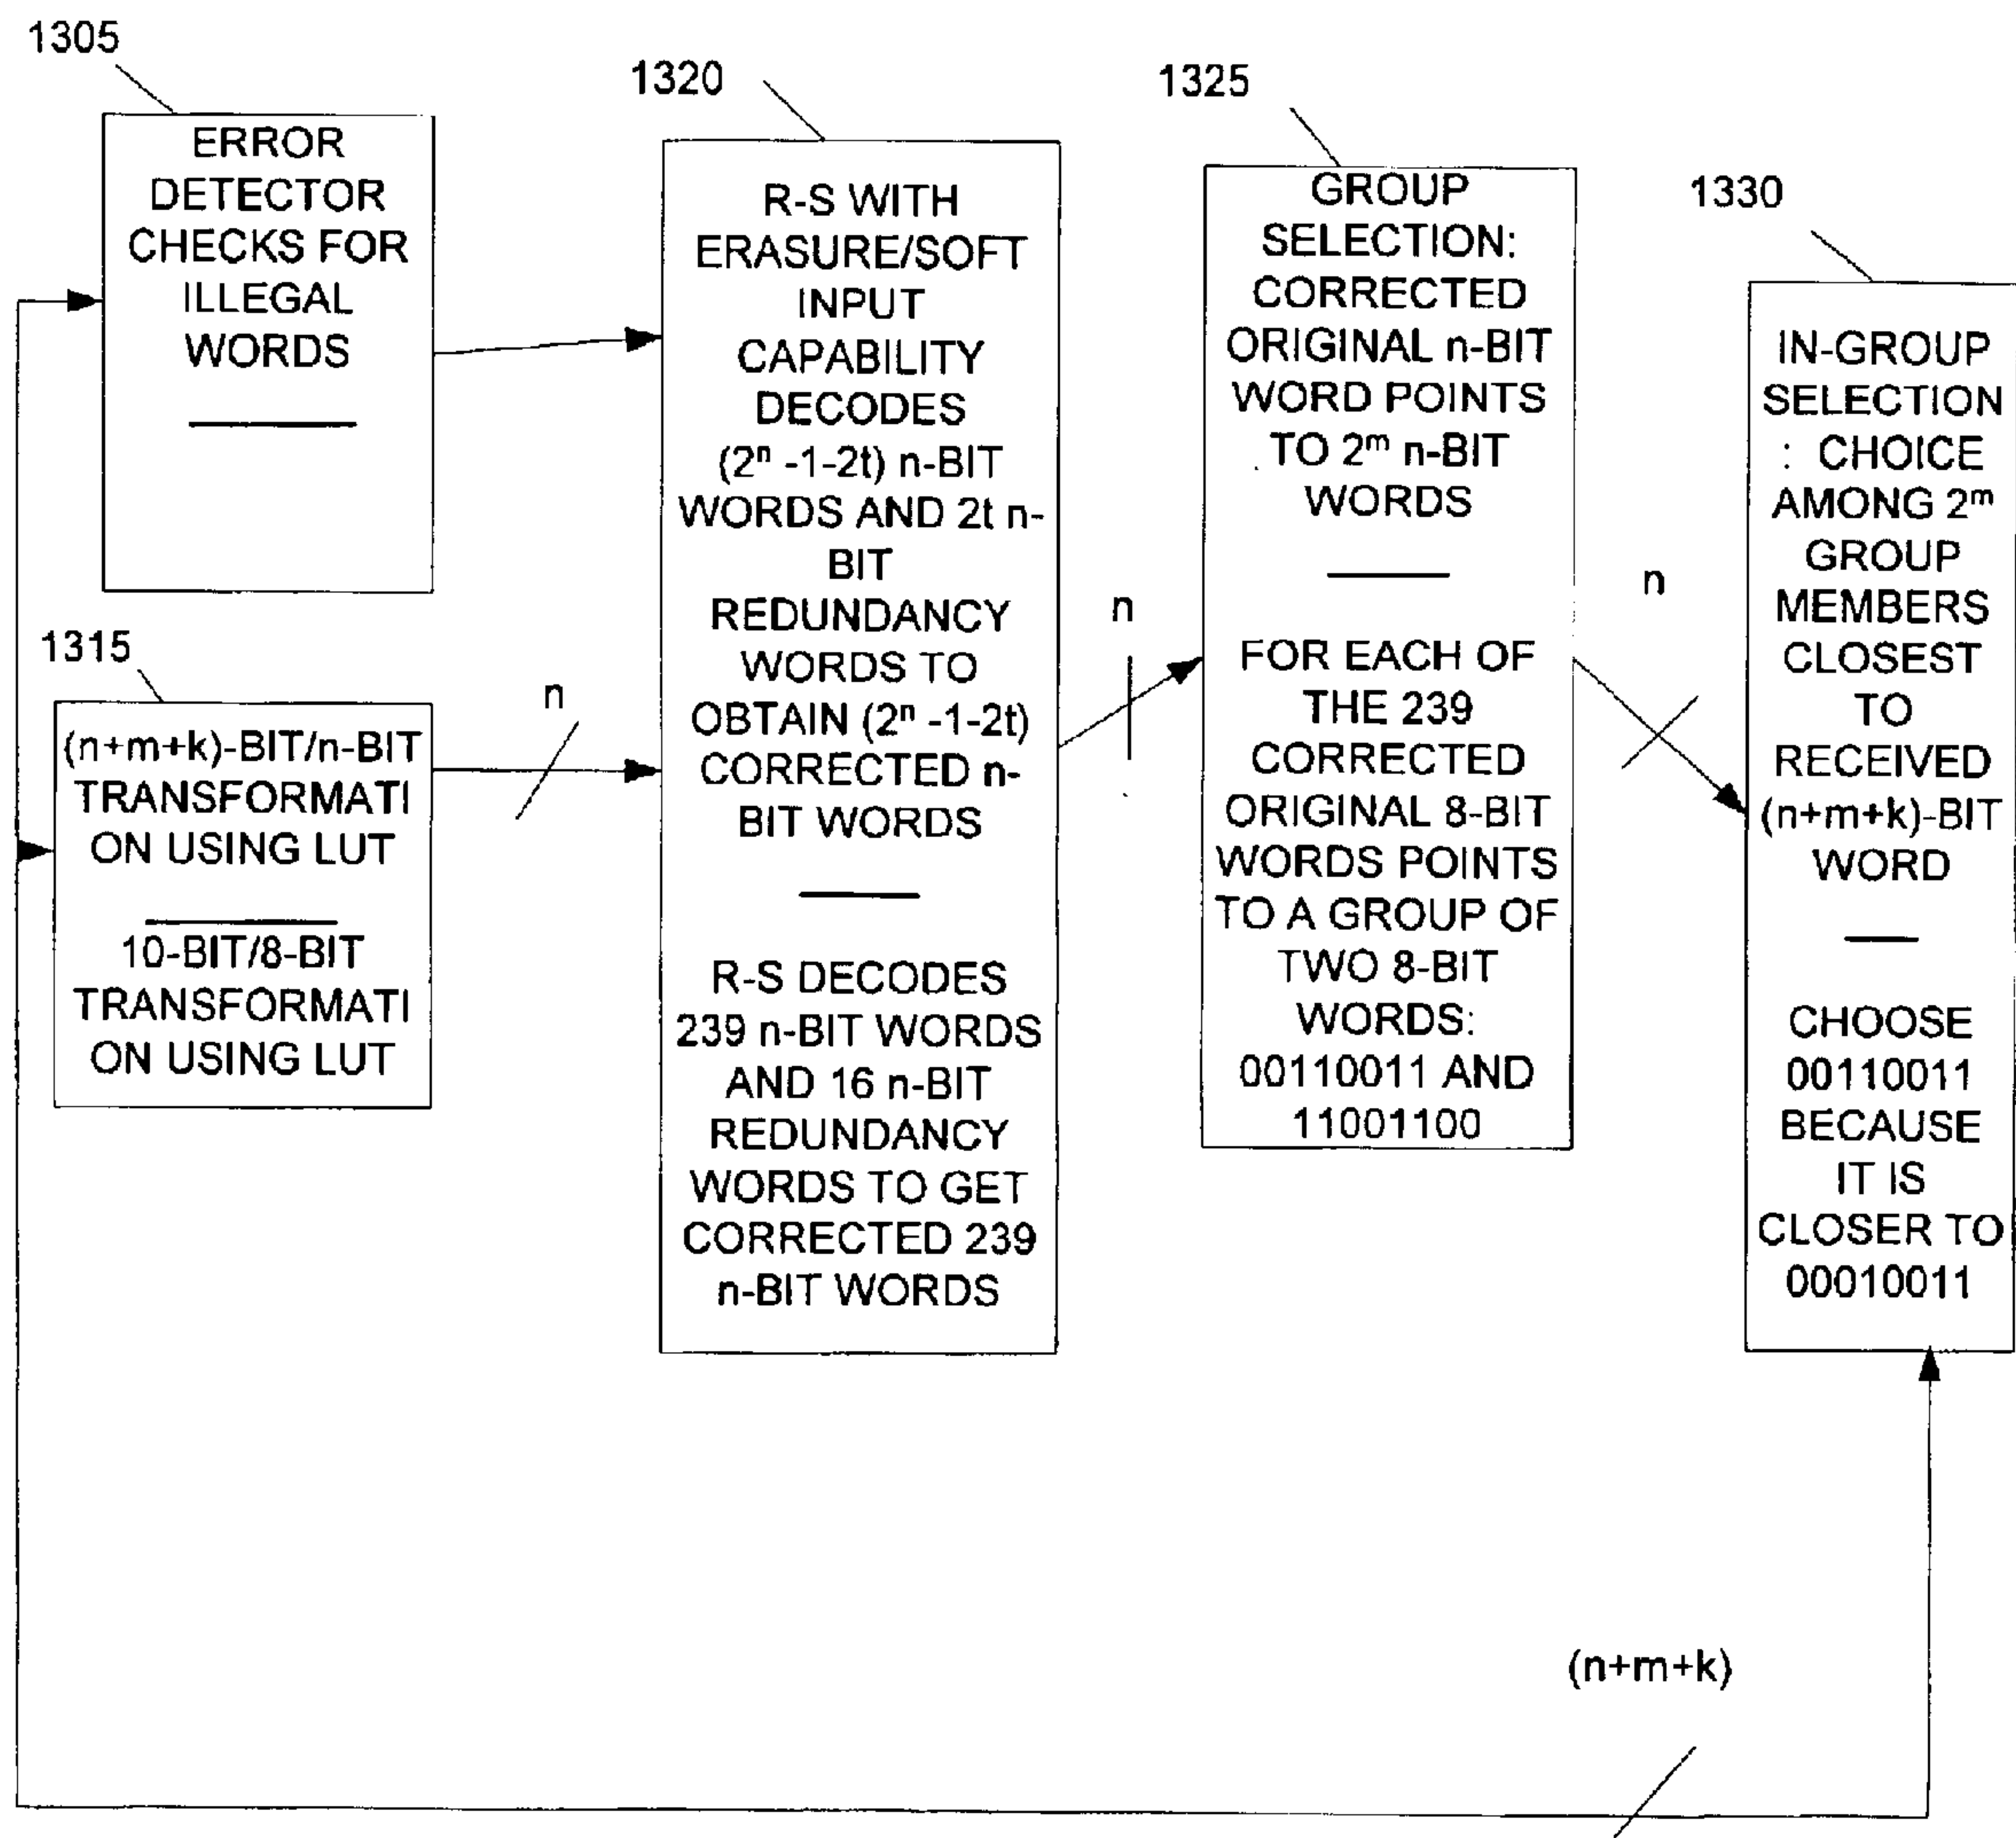 1305
ERROR
DETECTOR
CHECKS FOR
ILLEGAL
WORDS
1315
(n+m+k)-BIT/n-BIT
TRANSFORMATI
ON USING LUT
10-BIT/8-BIT
TRANSFORMATI
ON USING LUT
n
1320
R-S WITH
ERASURE/SOFT
INPUT
CAPABILITY
DECODES
(2ⁿ -1-2t) n-BIT
WORDS AND 2t n-
BIT
REDUNDANCY
WORDS TO
OBTAIN (2ⁿ -1-2t)
CORRECTED n-
BIT WORDS
R-S DECODES
239 n-BIT WORDS
AND 16 n-BIT
REDUNDANCY
WORDS TO GET
CORRECTED 239
n-BIT WORDS
n
1325
GROUP
SELECTION:
CORRECTED
ORIGINAL n-BIT
WORD POINTS
TO 2ᵐ n-BIT
WORDS
FOR EACH OF
THE 239
CORRECTED
ORIGINAL 8-BIT
WORDS POINTS
TO A GROUP OF
TWO 8-BIT
WORDS:
00110011 AND
11001100
n
1330
IN-GROUP
SELECTION
: CHOICE
AMONG 2ᵐ
GROUP
MEMBERS
CLOSEST
TO
RECEIVED
(n+m+k)-BIT
WORD
CHOOSE
00110011
BECAUSE
IT IS
CLOSER TO
00010011
(n+m+k)